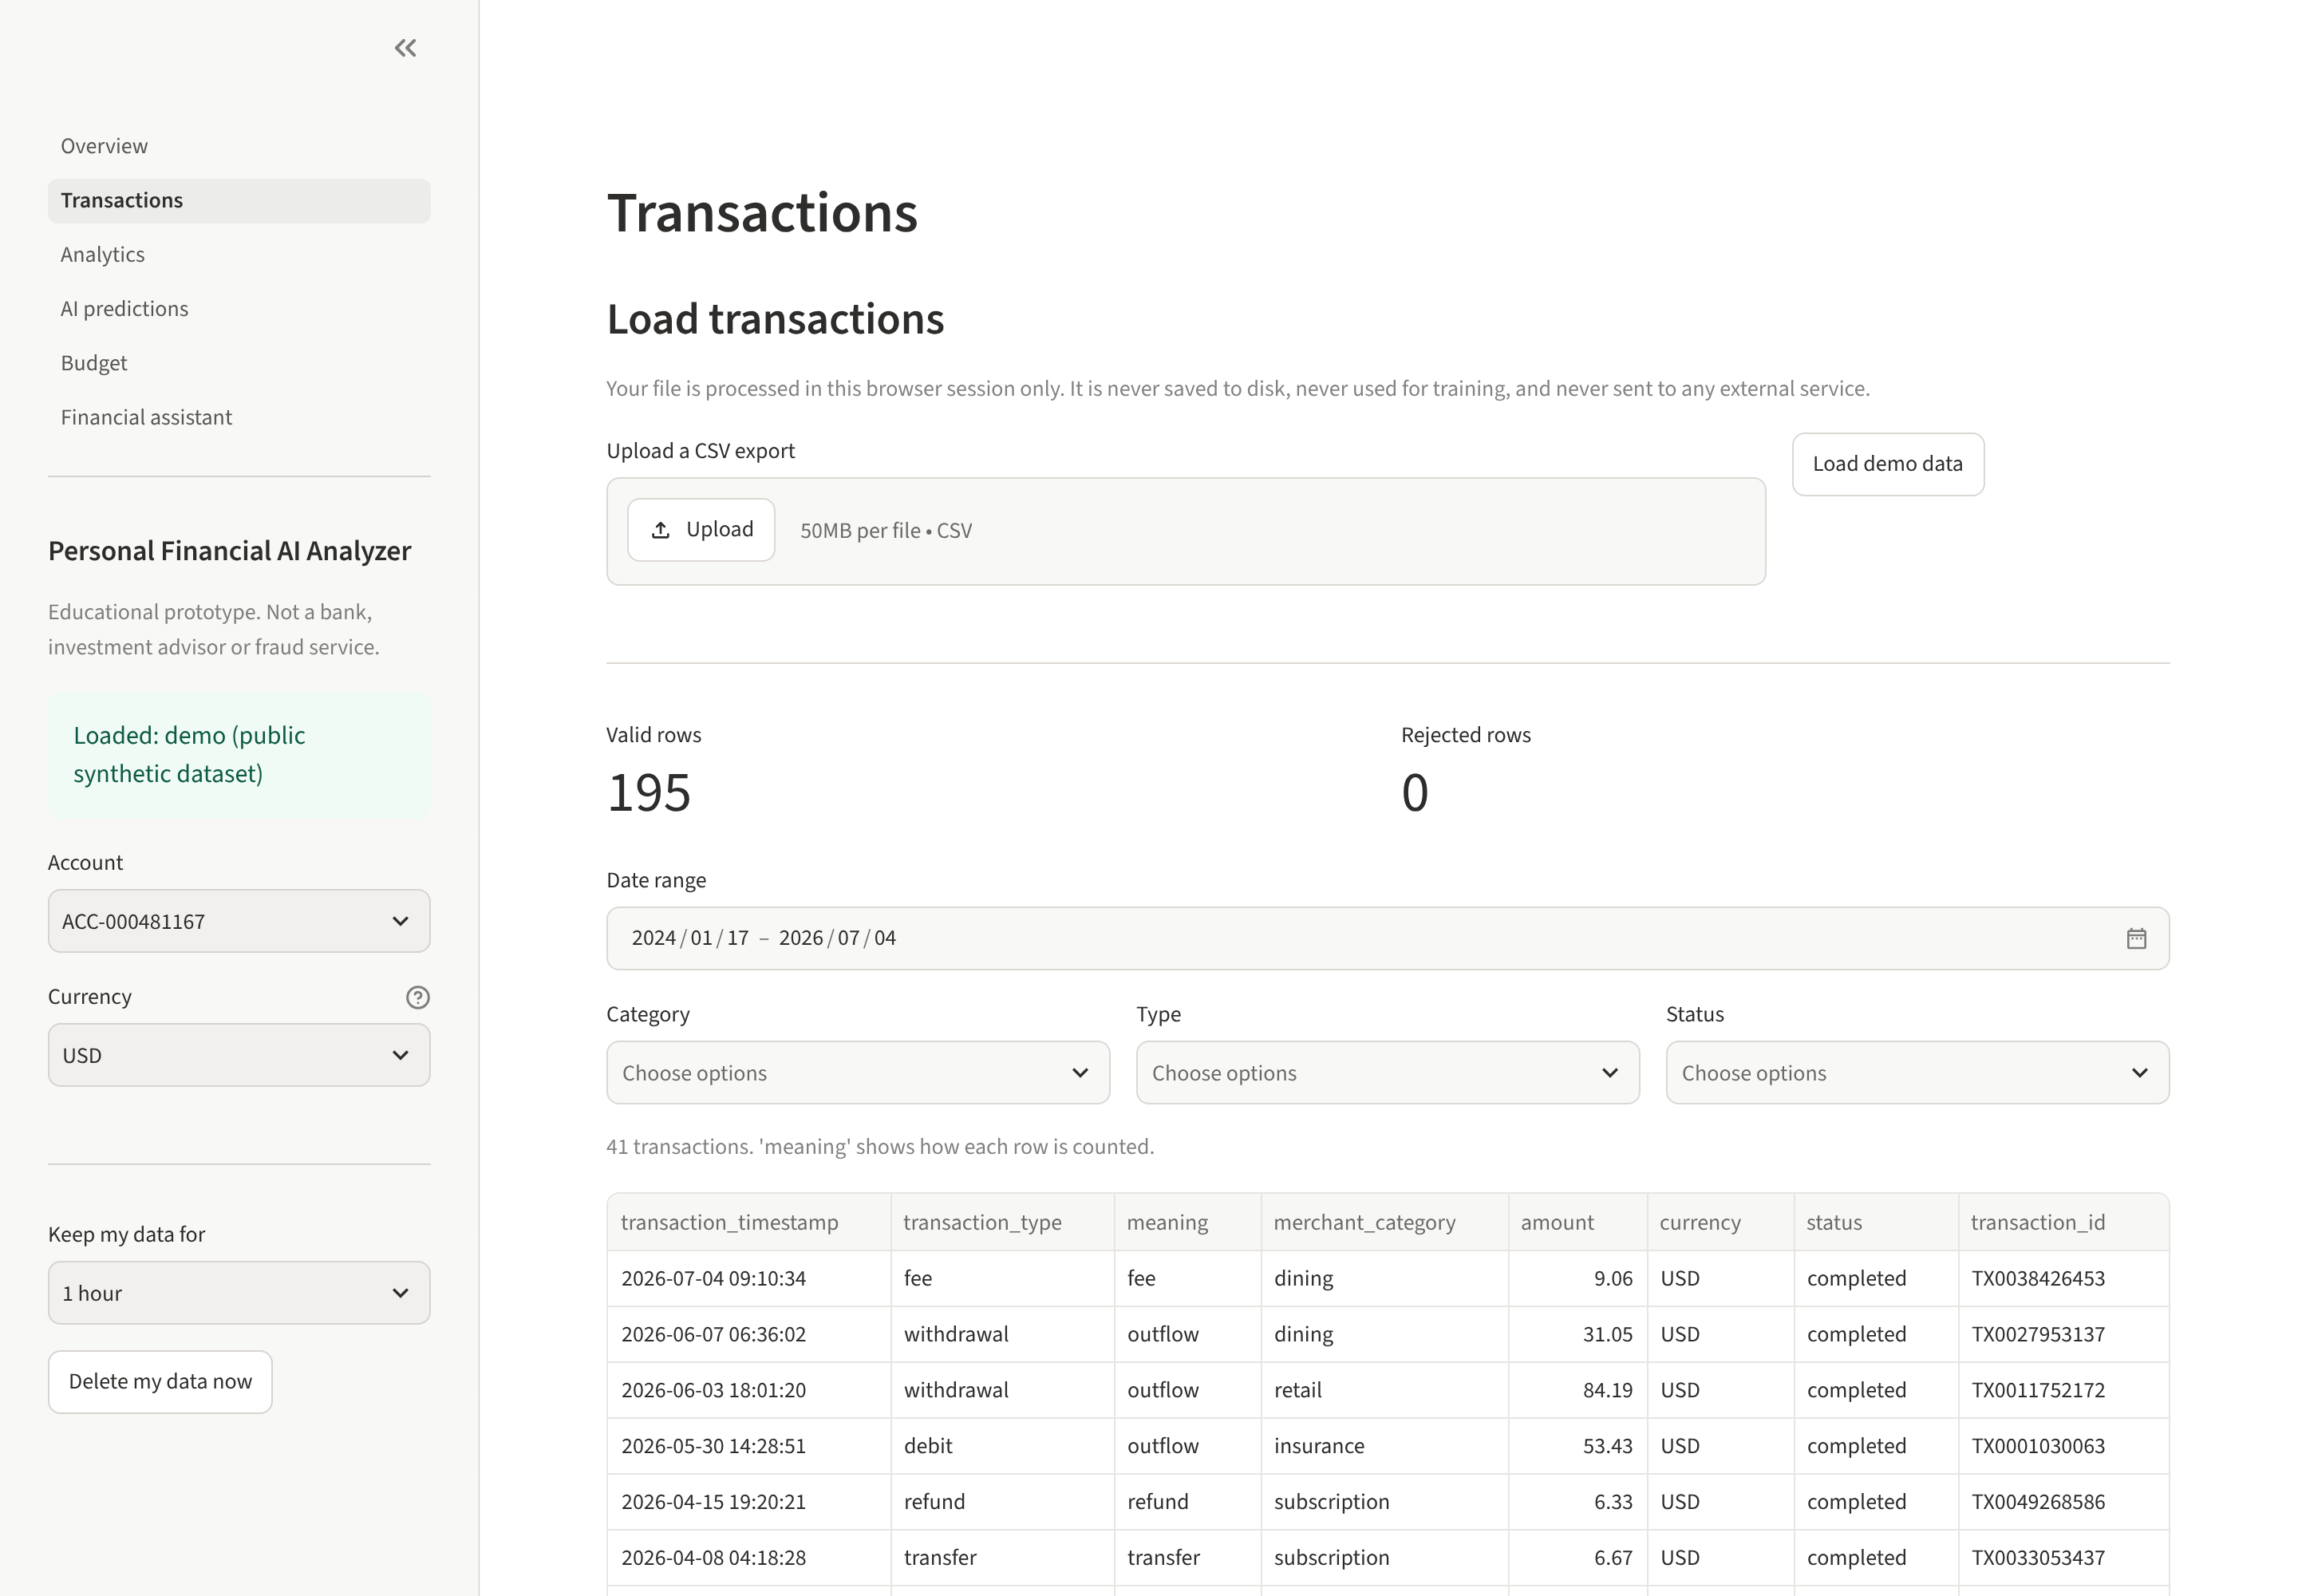 Overview
Transactions
Analytics
AI predictions
Budget
Financial assistant
Personal Financial AI Analyzer
Educational prototype. Not a bank,
investment advisor or fraud service.
Loaded: demo (public
synthetic dataset)
Account
ACC-000481167
Currency
USD
Keep my data for
1 hour
Delete my data now
Transactions
Load transactions
Your file is processed in this browser session only. It is never saved to disk, never used for training, and never sent to any external service.
Upload a CSV export
Upload 50MB per file • CSV
Load demo data
Valid rows Rejected rows
195 0
Date range
2024/01/17 – 2026/07/04
Category Type Status
Choose options Choose options Choose options
41 transactions. 'meaning' shows how each row is counted.
transaction_timestamp transaction_type meaning merchant_category amount currency status transaction_id
2026-07-04 09:10:34 fee fee dining 9.06 USD completed TX0038426453
2026-06-07 06:36:02 withdrawal outflow dining 31.05 USD completed TX0027953137
2026-06-03 18:01:20 withdrawal outflow retail 84.19 USD completed TX0011752172
2026-05-30 14:28:51 debit outflow insurance 53.43 USD completed TX0001030063
2026-04-15 19:20:21 refund refund subscription 6.33 USD completed TX0049268586
2026-04-08 04:18:28 transfer transfer subscription 6.67 USD completed TX0033053437